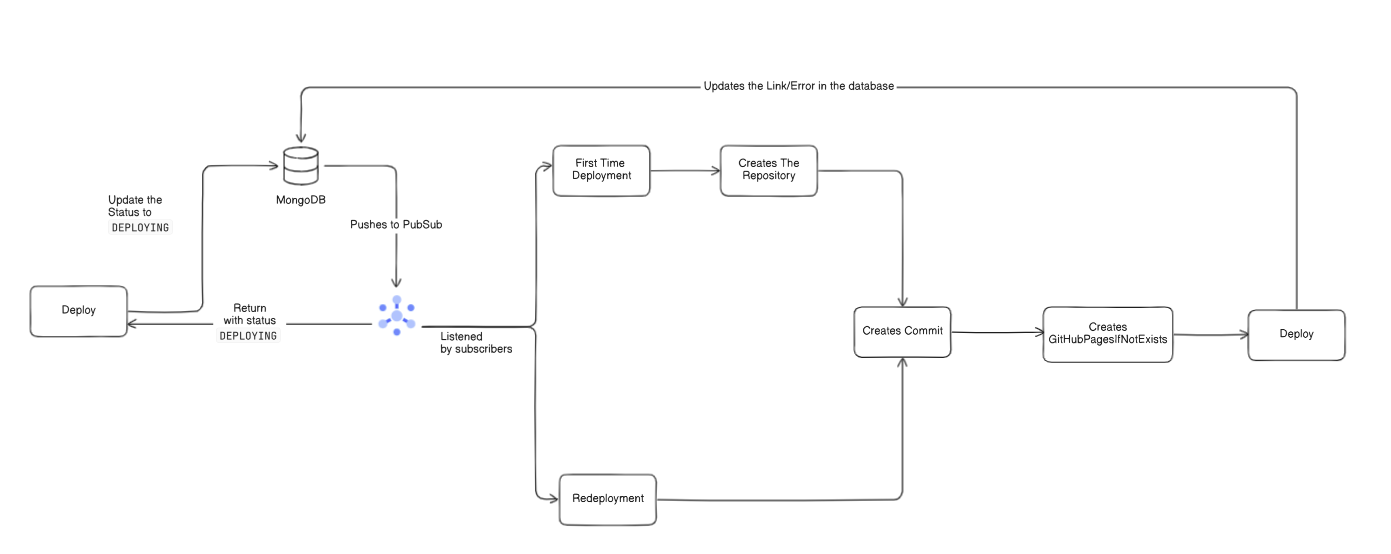 Updates the Link/Error in the database
First Time
Deployment
Creates The
Repository
MongoDB
Update the
Status to
DEPLOYING
Pushes to PubSub
Deploy
Return
with status
DEPLOYING
Listened
by subscribers
Creates Commit
Creates
GitHubPagesIfNotExists
Deploy
Redeployment